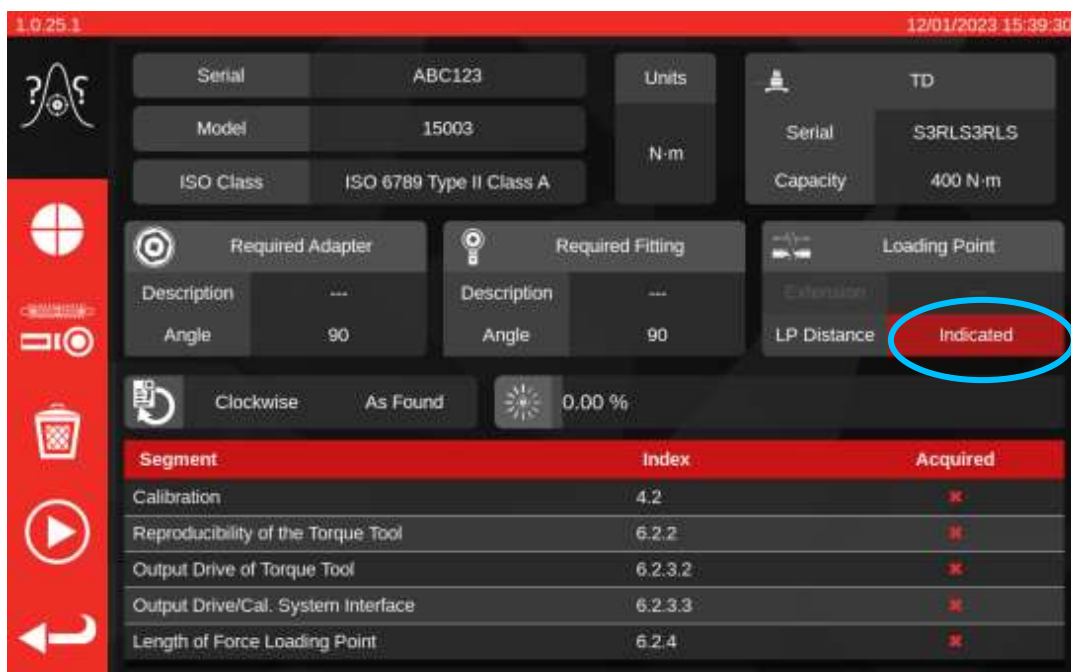 1.0.25.1 12/01/2023 15:39:30
Serial ABC123 Units TD
Model 15003 N·m Serial S3RLS3RLS
ISO Class ISO 6789 Type II Class A Capacity 400 N·m
Required Adapter Required Fitting Loading Point
Description --- Description --- Extension ---
Angle 90 Angle 90 LP Distance Indicated
Clockwise As Found 0.00 %
Segment Index Acquired
Calibration 4.2
Reproducibility of the Torque Tool 6.2.2
Output Drive of Torque Tool 6.2.3.2
Output Drive/Cal. System Interface 6.2.3.3
Length of Force Loading Point 6.2.4